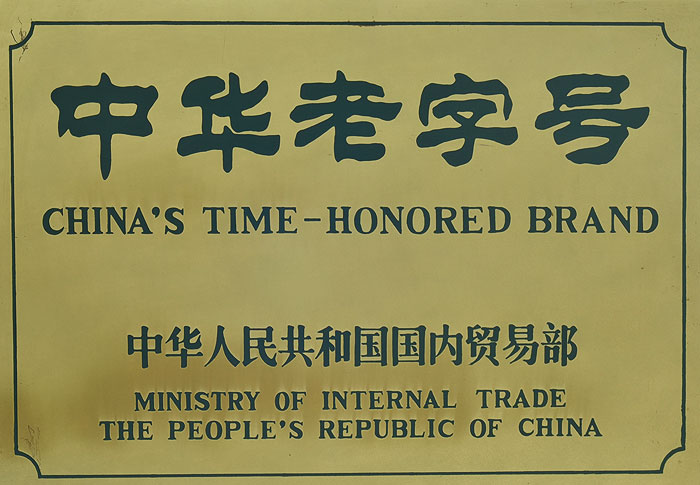 中华老字号
CHINA'S TIME-HONORED BRAND
中华人民共和国国内贸易部
MINISTRY OF INTERNAL TRADE
THE PEOPLE'S REPUBLIC OF CHINA